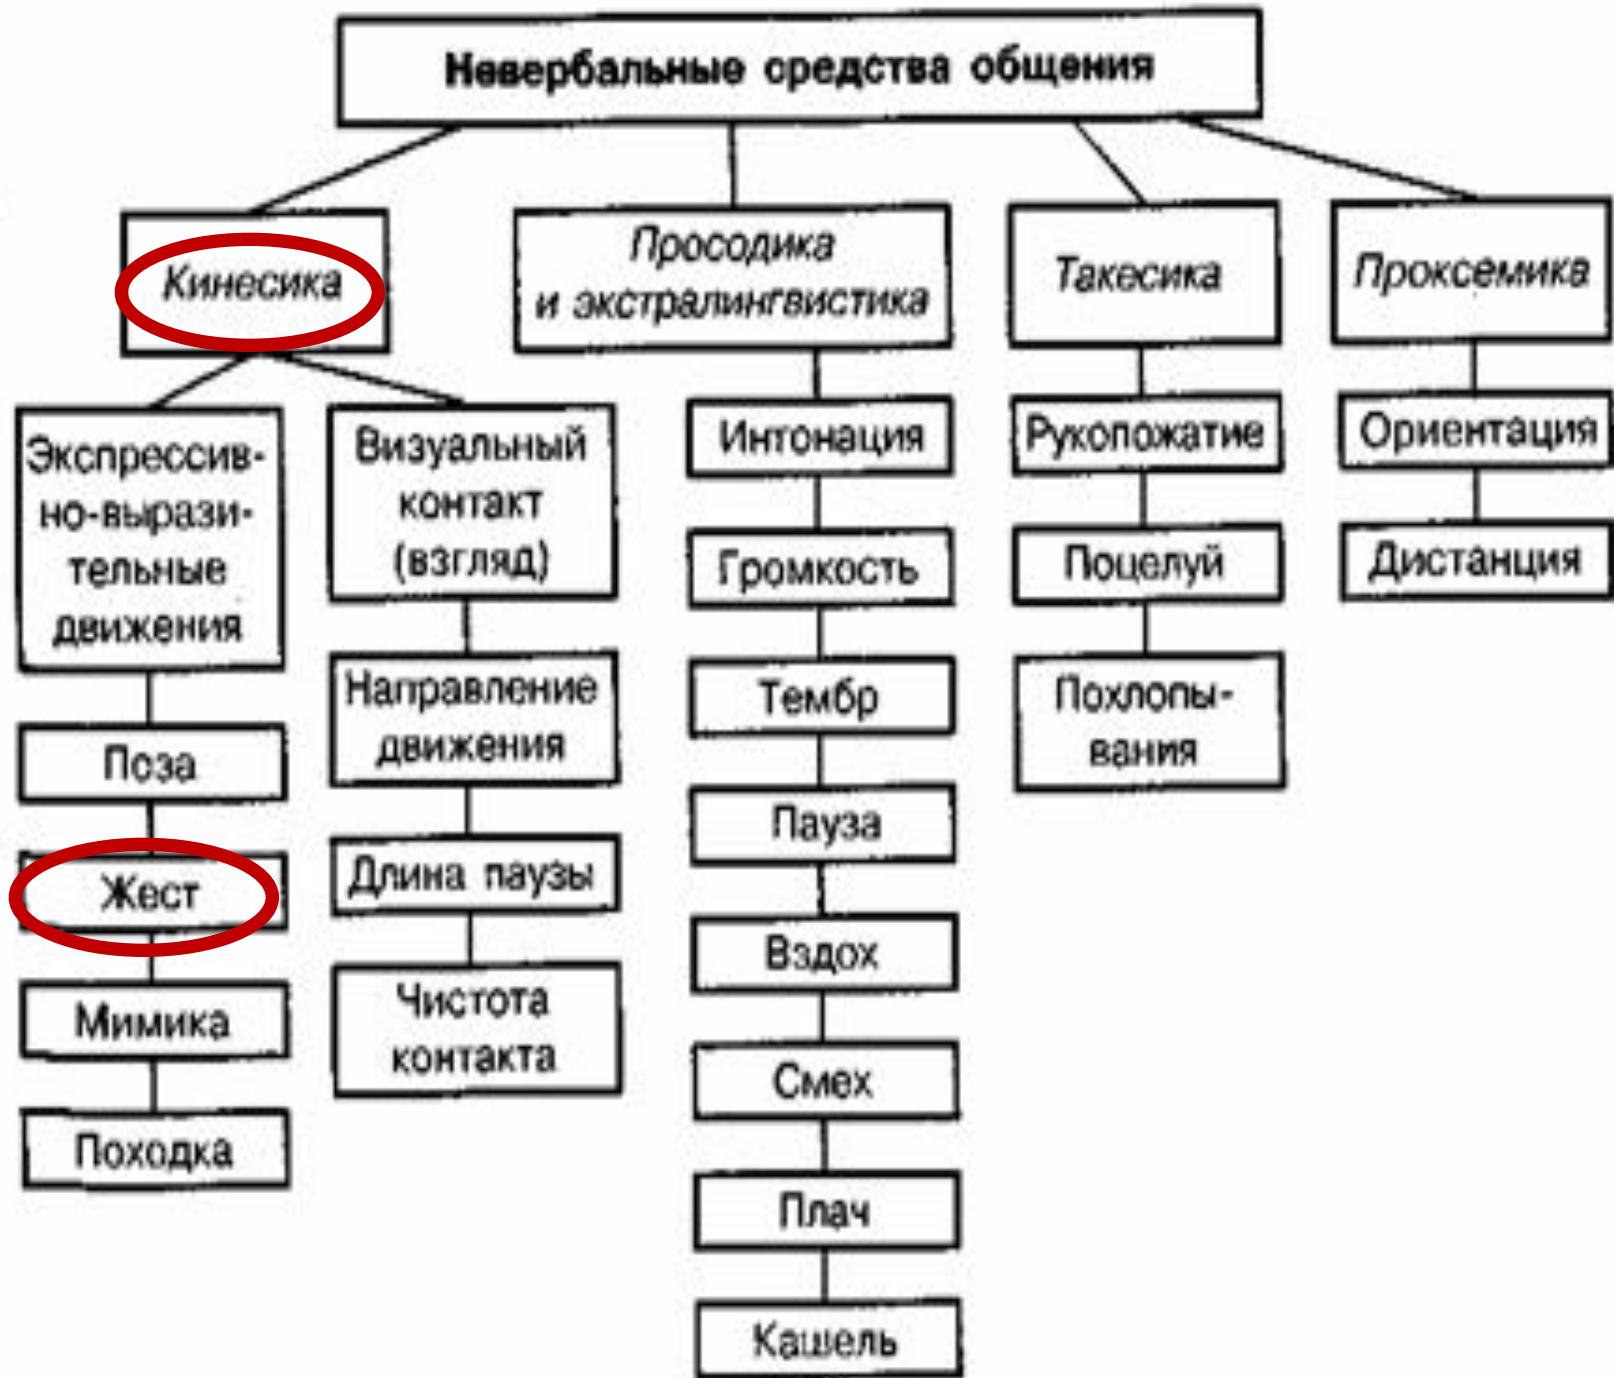 Невербальные средства общения
Кинесика
Просодика
и экстралингвистика
Такесика
Проксемика
Экспрессив-
но-вырази-
тельные
движения
Поза
Жест
Мимика
Походка
Визуальный
контакт
(взгляд)
Направление
движения
Длина паузы
Чистота
контакта
Интонация
Громкость
Тембр
Пауза
Вздох
Смех
Плач
Кашель
Рукопожатие
Поцелуй
Похлопы-
вания
Ориентация
Дистанция